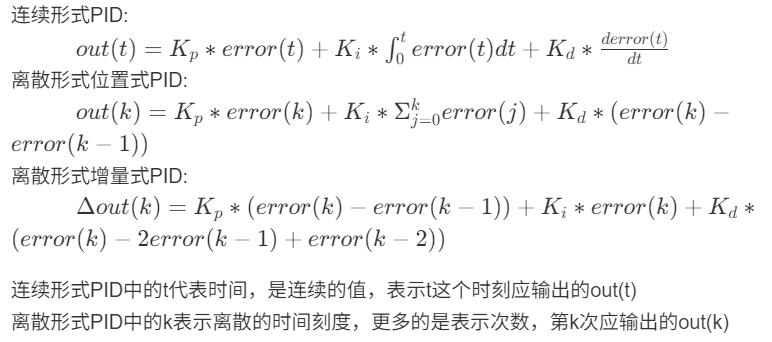 连续形式PID:
out(t) = K_p * error(t) + K_i * ∫_0^t error(t)dt + K_d * \frac{derror(t)}{dt}
离散形式位置式PID:
out(k) = K_p * error(k) + K_i * Σ_{j=0}^k error(j) + K_d * (error(k) −
error(k − 1))
离散形式增量式PID:
Δout(k) = K_p * (error(k) − error(k − 1)) + K_i * error(k) + K_d *
(error(k) − 2error(k − 1) + error(k − 2))
连续形式PID中的t代表时间，是连续的值，表示t这个时刻应输出的out(t)
离散形式PID中的k表示离散的时间刻度，更多的是表示次数，第k次应输出的out(k)